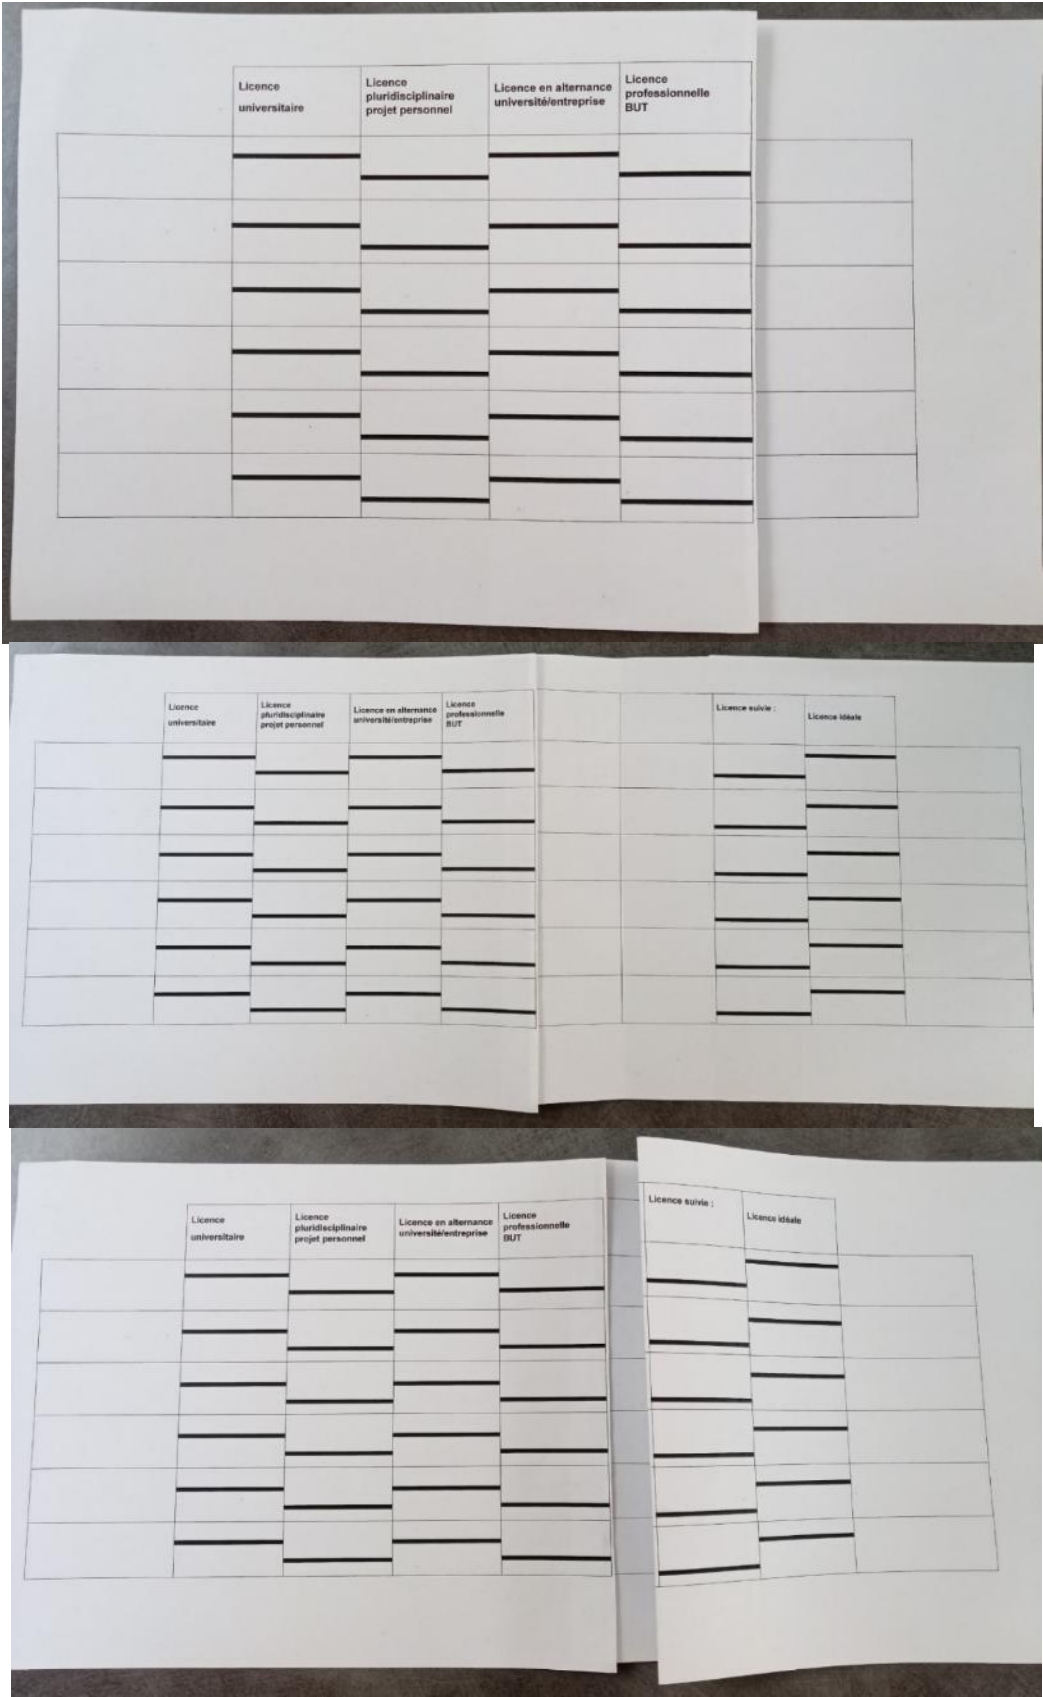 Licence
universitaire
Licence
pluridisciplinaire
projet personnel
Licence en alternance
université/entreprise
Licence
professionnelle
BUT
Licence
universitaire
Licence
pluridisciplinaire
projet personnel
Licence en alternance
université/entreprise
Licence
professionnelle
BUT
Licence suivie :
Licence idéale
Licence
universitaire
Licence
pluridisciplinaire
projet personnel
Licence en alternance
université/entreprise
Licence
professionnelle
BUT
Licence suivie :
Licence idéale